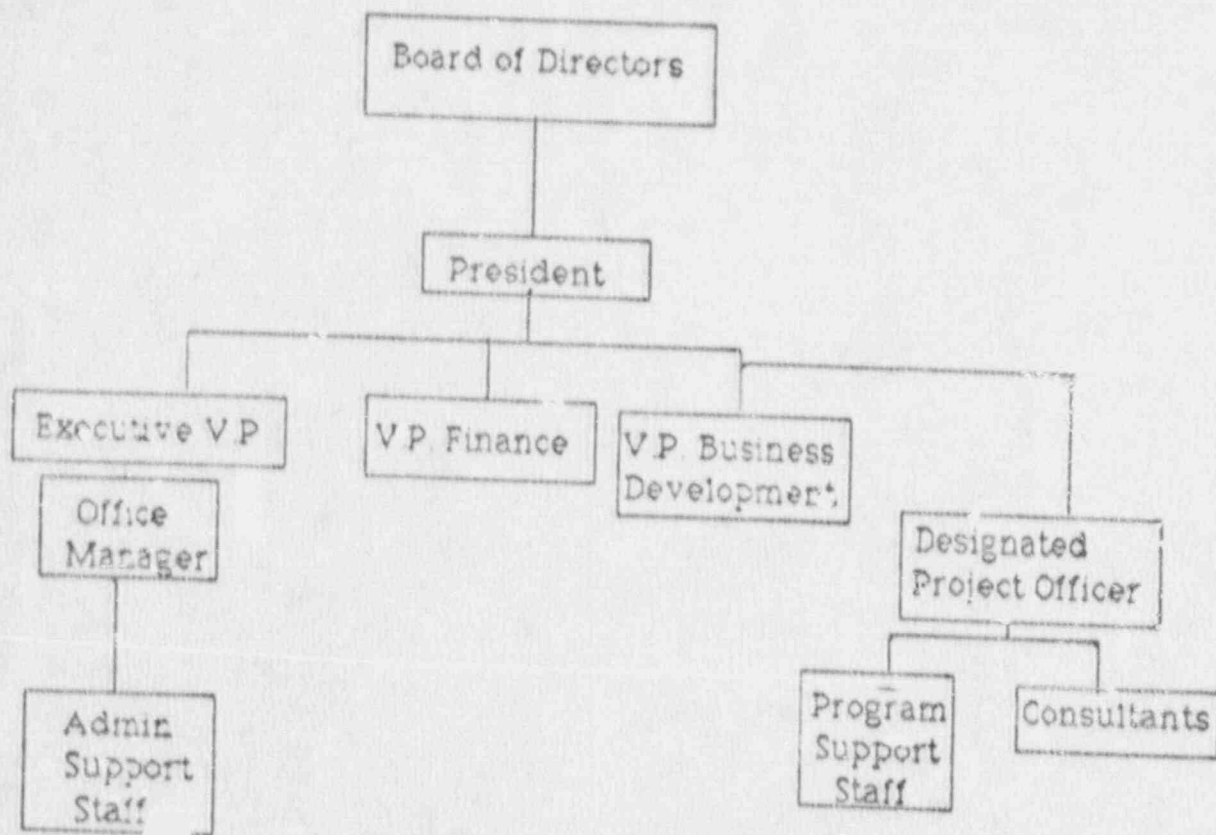 Board of Directors
President
Executive V.P
V.P. Finance
V.P. Business
Development
Office
Manager
Designated
Project Officer
Admin
Support
Staff
Program
Support
Staff
Consultants